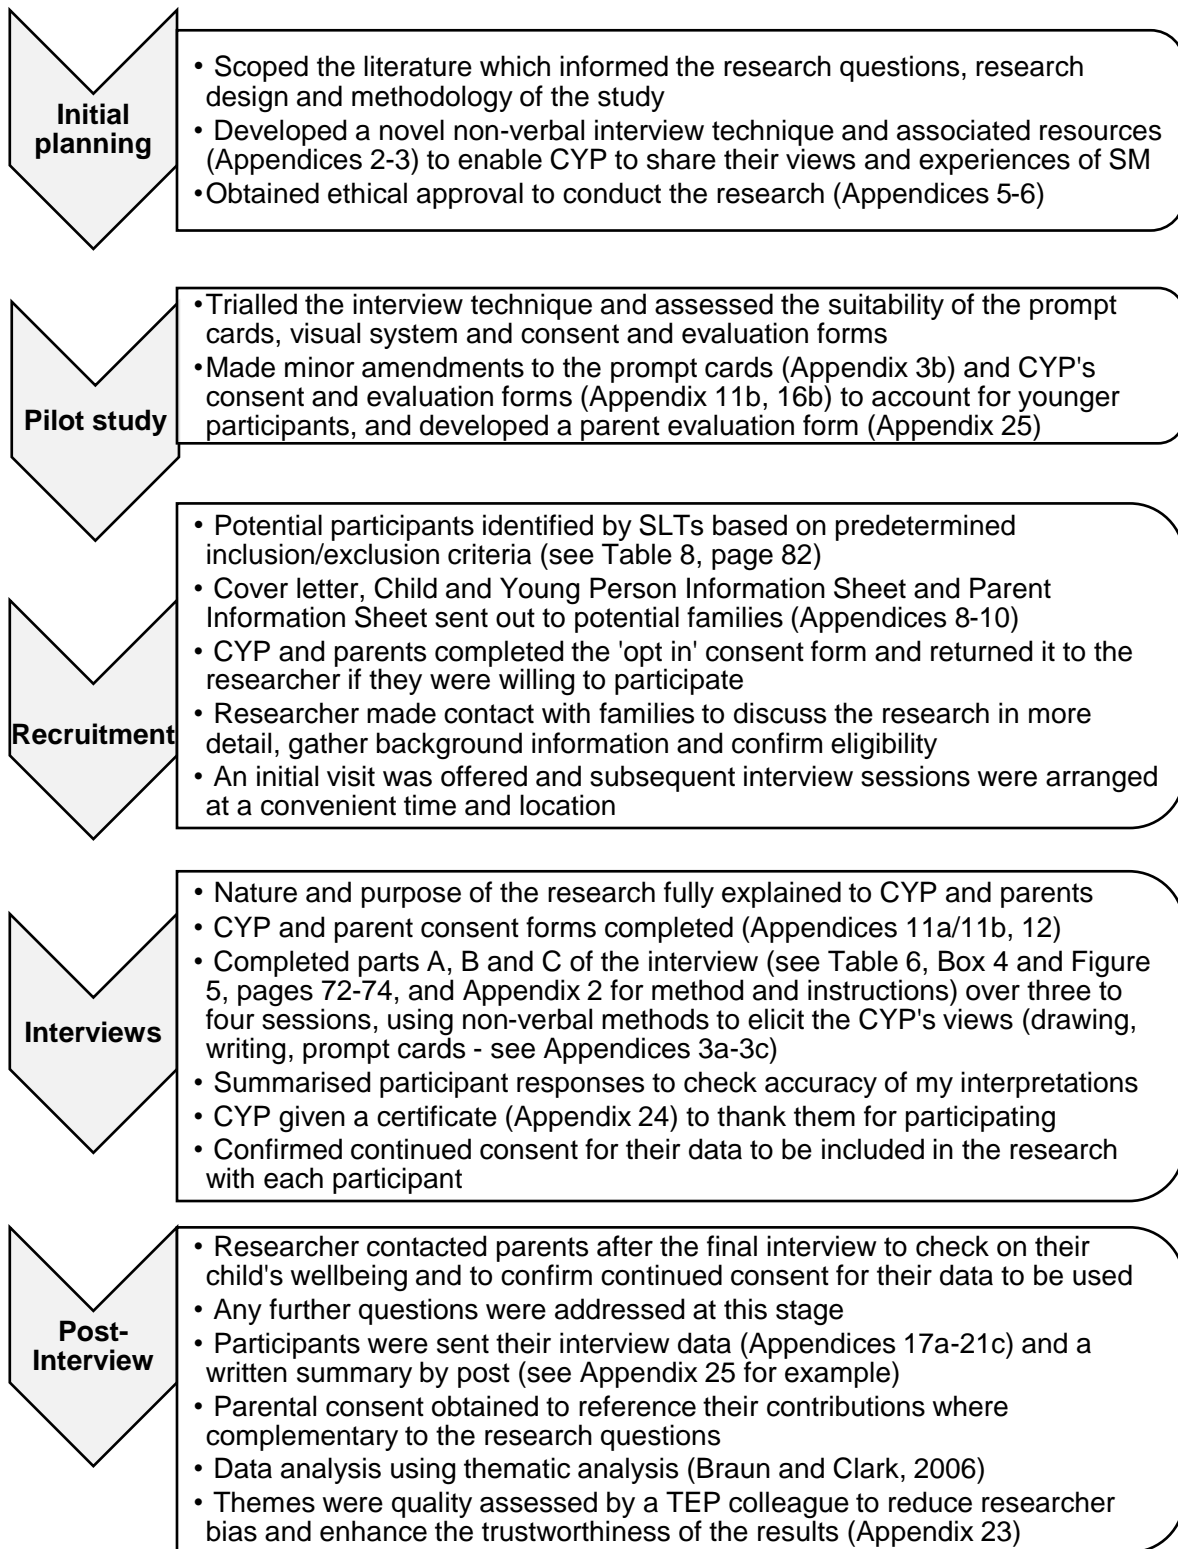 Initial
planning
• Scoped the literature which informed the research questions, research
design and methodology of the study
• Developed a novel non-verbal interview technique and associated resources
(Appendices 2-3) to enable CYP to share their views and experiences of SM
•Obtained ethical approval to conduct the research (Appendices 5-6)
Pilot study
•Trialled the interview technique and assessed the suitability of the prompt
cards, visual system and consent and evaluation forms
•Made minor amendments to the prompt cards (Appendix 3b) and CYP's
consent and evaluation forms (Appendix 11b, 16b) to account for younger
participants, and developed a parent evaluation form (Appendix 25)
Recruitment
• Potential participants identified by SLTs based on predetermined
inclusion/exclusion criteria (see Table 8, page 82)
• Cover letter, Child and Young Person Information Sheet and Parent
Information Sheet sent out to potential families (Appendices 8-10)
• CYP and parents completed the 'opt in' consent form and returned it to the
researcher if they were willing to participate
• Researcher made contact with families to discuss the research in more
detail, gather background information and confirm eligibility
• An initial visit was offered and subsequent interview sessions were arranged
at a convenient time and location
Interviews
• Nature and purpose of the research fully explained to CYP and parents
• CYP and parent consent forms completed (Appendices 11a/11b, 12)
• Completed parts A, B and C of the interview (see Table 6, Box 4 and Figure
5, pages 72-74, and Appendix 2 for method and instructions) over three to
four sessions, using non-verbal methods to elicit the CYP's views (drawing,
writing, prompt cards - see Appendices 3a-3c)
• Summarised participant responses to check accuracy of my interpretations
• CYP given a certificate (Appendix 24) to thank them for participating
• Confirmed continued consent for their data to be included in the research
with each participant
Post-
Interview
• Researcher contacted parents after the final interview to check on their
child's wellbeing and to confirm continued consent for their data to be used
• Any further questions were addressed at this stage
• Participants were sent their interview data (Appendices 17a-21c) and a
written summary by post (see Appendix 25 for example)
• Parental consent obtained to reference their contributions where
complementary to the research questions
• Data analysis using thematic analysis (Braun and Clark, 2006)
• Themes were quality assessed by a TEP colleague to reduce researcher
bias and enhance the trustworthiness of the results (Appendix 23)